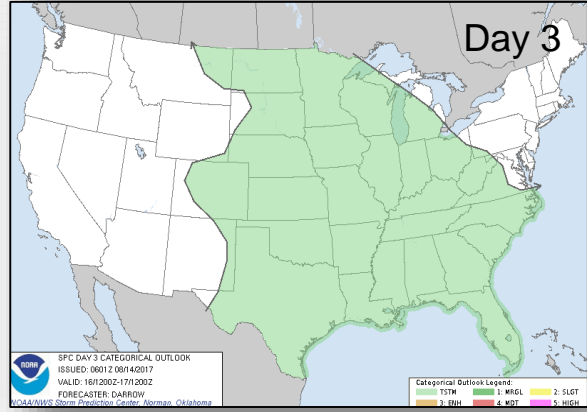 Day 3
NOAA
SPC DAY 3 CATEGORICAL OUTLOOK
ISSUED: 0601Z 08/14/2017
VALID: 16/1200Z-17/1200Z
FORECASTER: DARROW
NOAA/NWS Storm Prediction Center, Norman, Oklahoma
Categorical Outlook Legend:
TSTM 1: MRGL 2: SLGT
3: ENH 4: MDT 5: HIGH